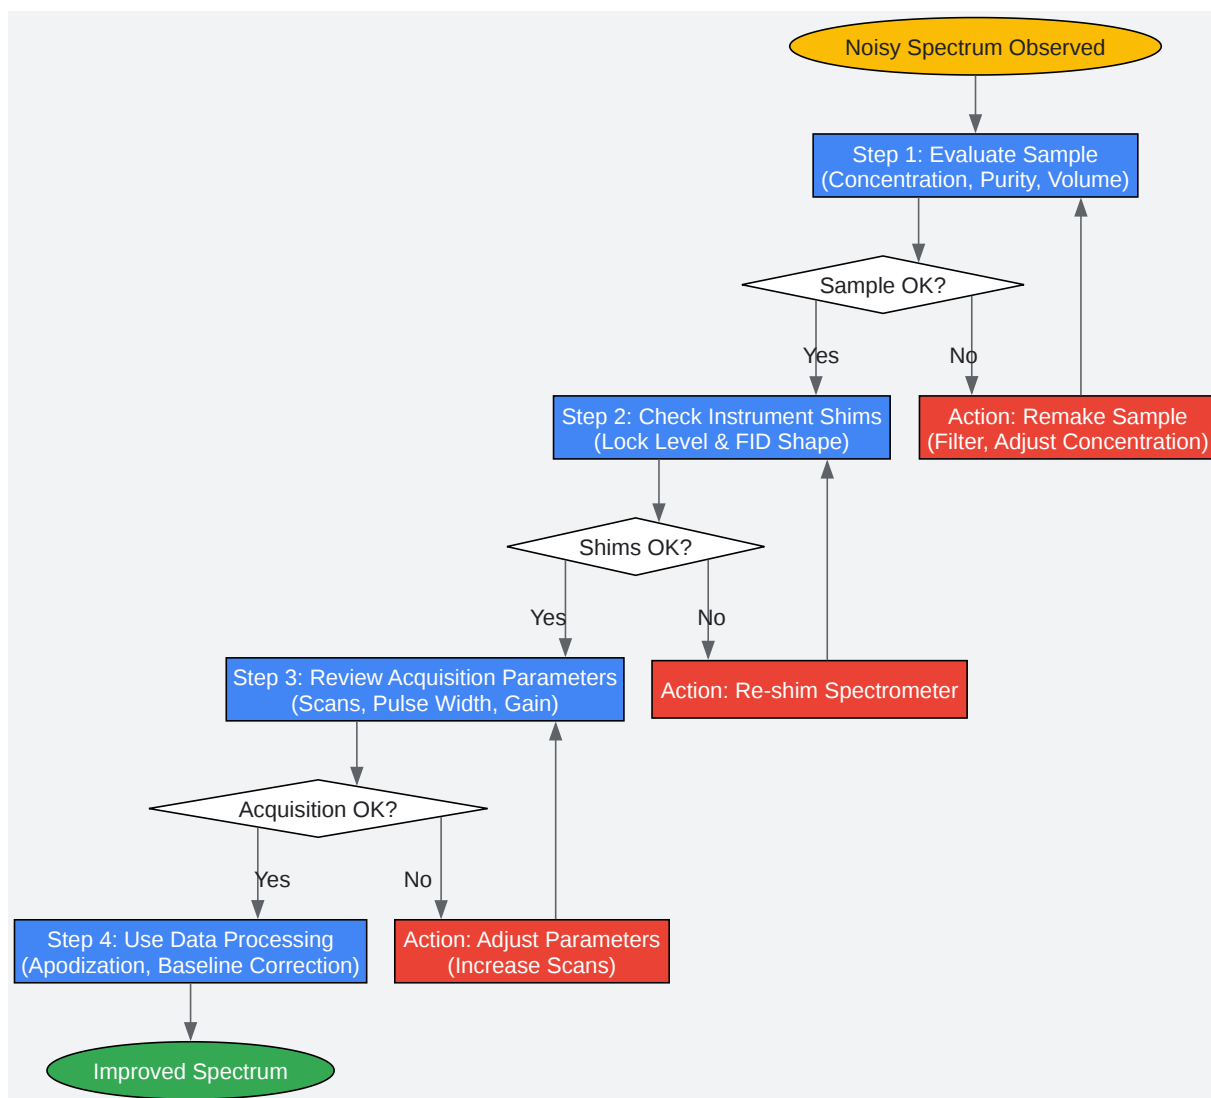 Noisy Spectrum Observed
Step 1: Evaluate Sample
(Concentration, Purity, Volume)
Sample OK?
Yes
No
Step 2: Check Instrument Shims
(Lock Level & FID Shape)
Action: Remake Sample
(Filter, Adjust Concentration)
Shims OK?
Yes
No
Step 3: Review Acquisition Parameters
(Scans, Pulse Width, Gain)
Action: Re-shim Spectrometer
Acquisition OK?
Yes
No
Step 4: Use Data Processing
(Apodization, Baseline Correction)
Action: Adjust Parameters
(Increase Scans)
Improved Spectrum